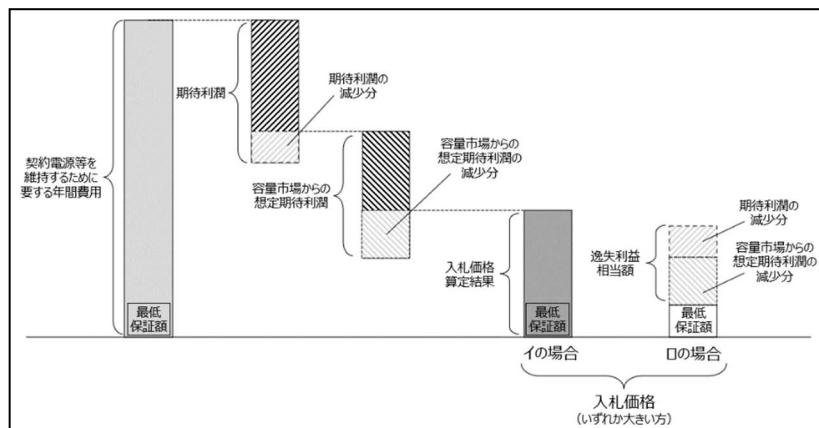 契約電源等を
維持するために
要する年間費用
最低
保証額
期待利潤
期待利潤の
減少分
容量市場からの
想定期待利潤
容量市場からの
想定期待利潤の
減少分
入札価格
算定結果
最低
保証額
イの場合
逸失利益
相当額
期待利潤の
減少分
容量市場からの
想定期待利潤の
減少分
最低
保証額
ロの場合
入札価格
(いずれか大きい方)